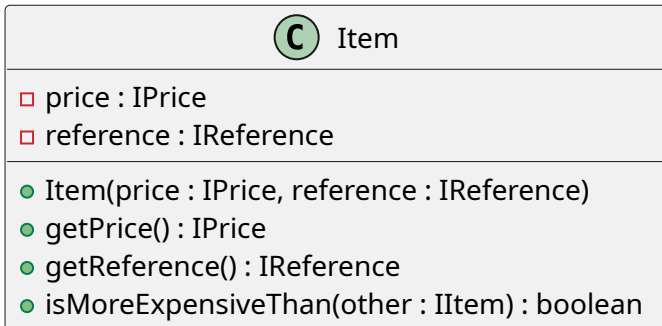 C Item
price : IPrice
reference : IReference
Item(price : IPrice, reference : IReference)
getPrice() : IPrice
getReference() : IReference
isMoreExpensiveThan(other : IItem) : boolean